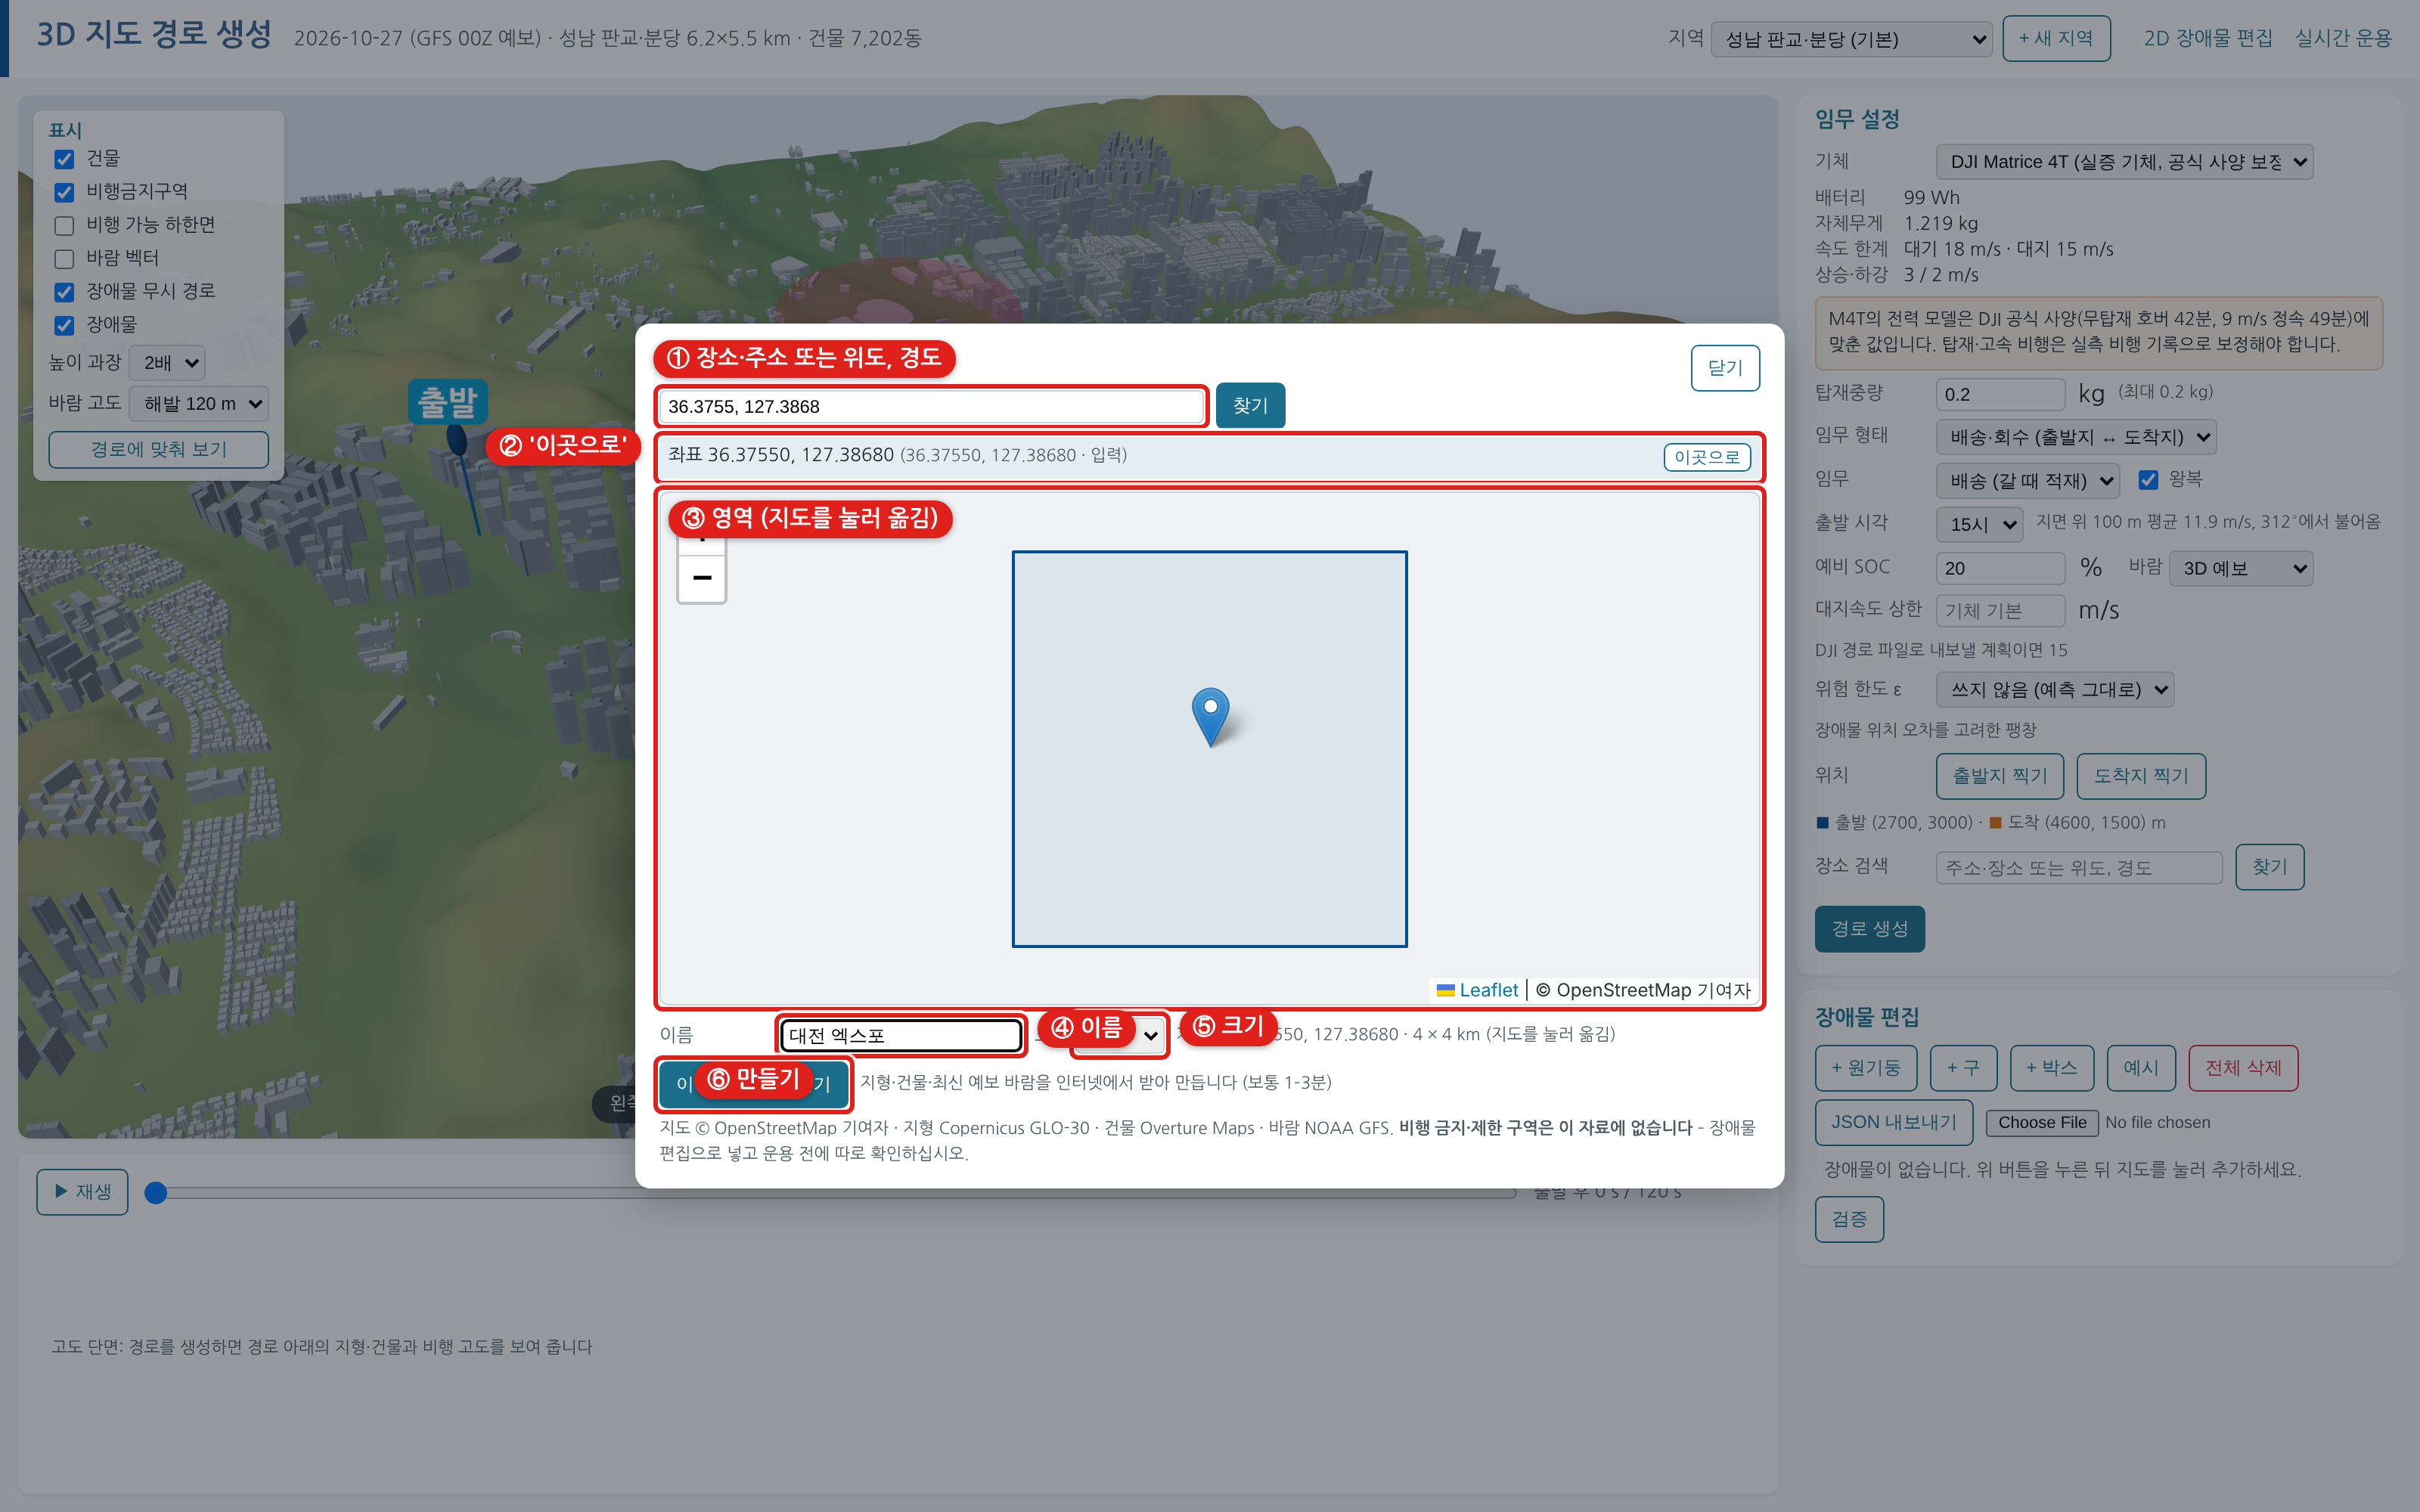 3D 지도 경로 생성 2026-10-27 (GFS 00Z 예보) · 성남 판교·분당 6.2×5.5 km · 건물 7,202동 지역 성남 판교·분당 (기본) + 새 지역 2D 장애물 편집 실시간 운용
표시
건물
비행금지구역
비행 가능 하한면
바람 벡터
장애물 무시 경로
장애물
높이 과장 2배
바람 고도 해발 120 m
경로에 맞춰 보기
출발
① 장소·주소 또는 위도, 경도
닫기
36.3755, 127.3868 찾기
② '이곳으로'
좌표 36.37550, 127.38680 (36.37550, 127.38680 · 입력) 이곳으로
③ 영역 (지도를 눌러 옮김)
−
Leaflet | © OpenStreetMap 기여자
이름 대전 엑스포 ④ 이름 ⑤ 크기 550, 127.38680 · 4 × 4 km (지도를 눌러 옮김)
이 ⑥ 만들기 기 지형·건물·최신 예보 바람을 인터넷에서 받아 만듭니다 (보통 1-3분)
지도 © OpenStreetMap 기여자 · 지형 Copernicus GLO-30 · 건물 Overture Maps · 바람 NOAA GFS. 비행 금지·제한 구역은 이 자료에 없습니다 - 장애물
편집으로 넣고 운용 전에 따로 확인하십시오.
왼쪽
▶ 재생 출발 후 0 s / 120 s
고도 단면: 경로를 생성하면 경로 아래의 지형·건물과 비행 고도를 보여 줍니다
임무 설정
기체 DJI Matrice 4T (실증 기체, 공식 사양 보정
배터리 99 Wh
자체무게 1.219 kg
속도 한계 대기 18 m/s · 대지 15 m/s
상승·하강 3 / 2 m/s
M4T의 전력 모델은 DJI 공식 사양(무탑재 호버 42분, 9 m/s 정속 49분)에
맞춘 값입니다. 탑재·고속 비행은 실측 비행 기록으로 보정해야 합니다.
탑재중량 0.2 kg (최대 0.2 kg)
임무 형태 배송·회수 (출발지 ↔ 도착지)
임무 배송 (갈 때 적재) 왕복
출발 시각 15시 지면 위 100 m 평균 11.9 m/s, 312°에서 불어옴
예비 SOC 20 % 바람 3D 예보
대지속도 상한 기체 기본 m/s
DJI 경로 파일로 내보낼 계획이면 15
위험 한도 ε 쓰지 않음 (예측 그대로)
장애물 위치 오차를 고려한 팽창
위치 출발지 찍기 도착지 찍기
■ 출발 (2700, 3000) · ■ 도착 (4600, 1500) m
장소 검색 주소·장소 또는 위도, 경도 찾기
경로 생성
장애물 편집
+ 원기둥 + 구 + 박스 예시 전체 삭제
JSON 내보내기 Choose File No file chosen
장애물이 없습니다. 위 버튼을 누른 뒤 지도를 눌러 추가하세요.
검증